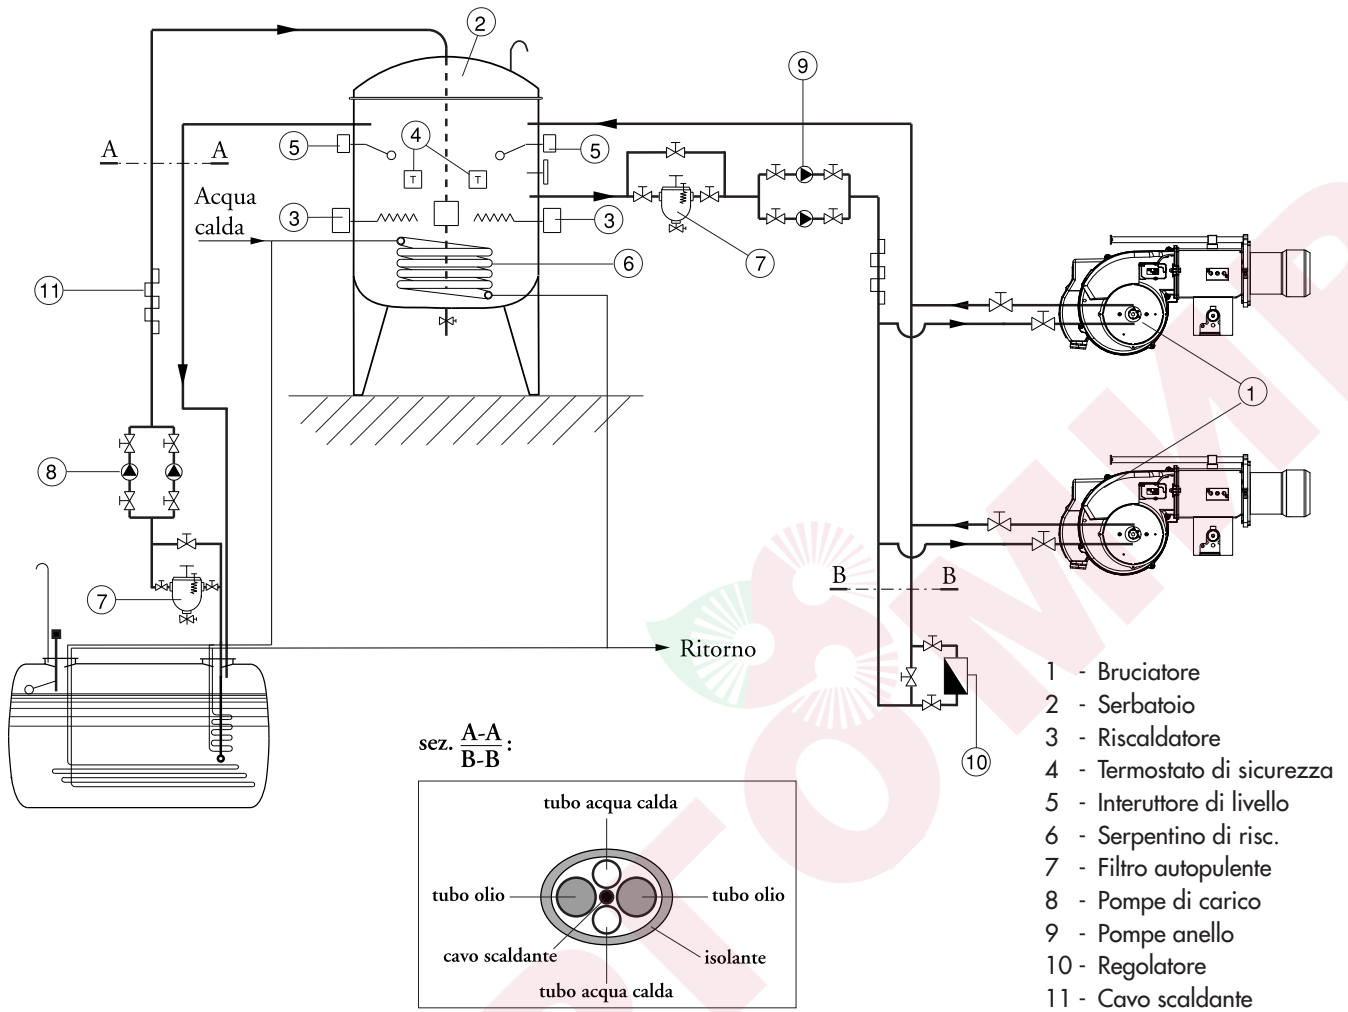 2
9
A
A
5
4
5
T
T
Acqua
calda
3
3
7
6
11
1
8
7
B
B
Ritorno
10
sez. A-A
B-B :
tubo acqua calda
tubo olio
tubo olio
cavo scaldante
isolante
tubo acqua calda
1 - Bruciatore
2 - Serbatoio
3 - Riscaldatore
4 - Termostato di sicurezza
5 - Interuttore di livello
6 - Serpentino di risc.
7 - Filtro autopulente
8 - Pompe di carico
9 - Pompe anello
10 - Regolatore
11 - Cavo scaldante